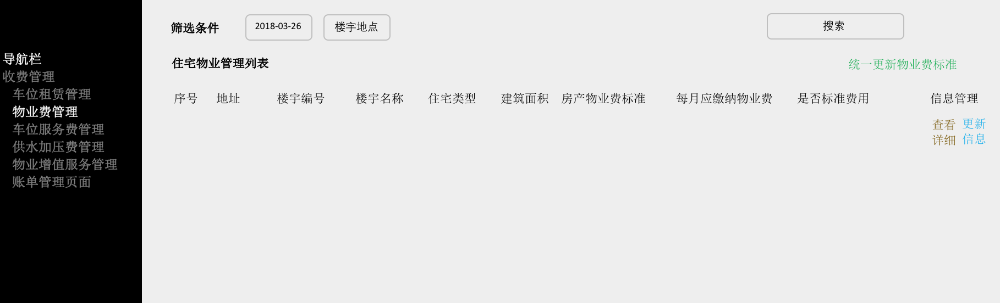 导航栏
收费管理
车位租赁管理
物业费管理
车位服务费管理
供水加压费管理
物业增值服务管理
账单管理页面
筛选条件 2018-03-26 楼宇地点 搜索
住宅物业管理列表 统一更新物业费标准
序号 地址 楼宇编号 楼宇名称 住宅类型 建筑面积 房产物业费标准 每月应缴纳物业费 是否标准费用 信息管理
查看 更新
详细 信息